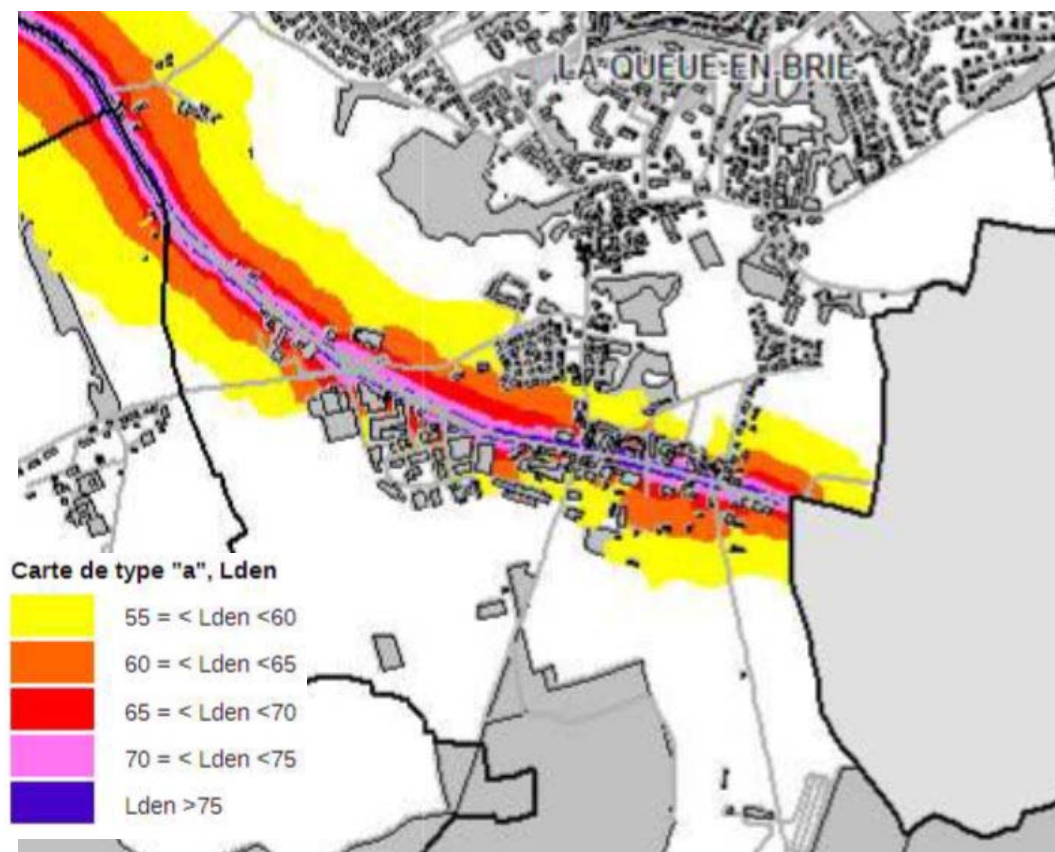 LA QUEUE-EN-BRIE
Carte de type "a", Lden
55 = < Lden <60
60 = < Lden <65
65 = < Lden <70
70 = < Lden <75
Lden >75